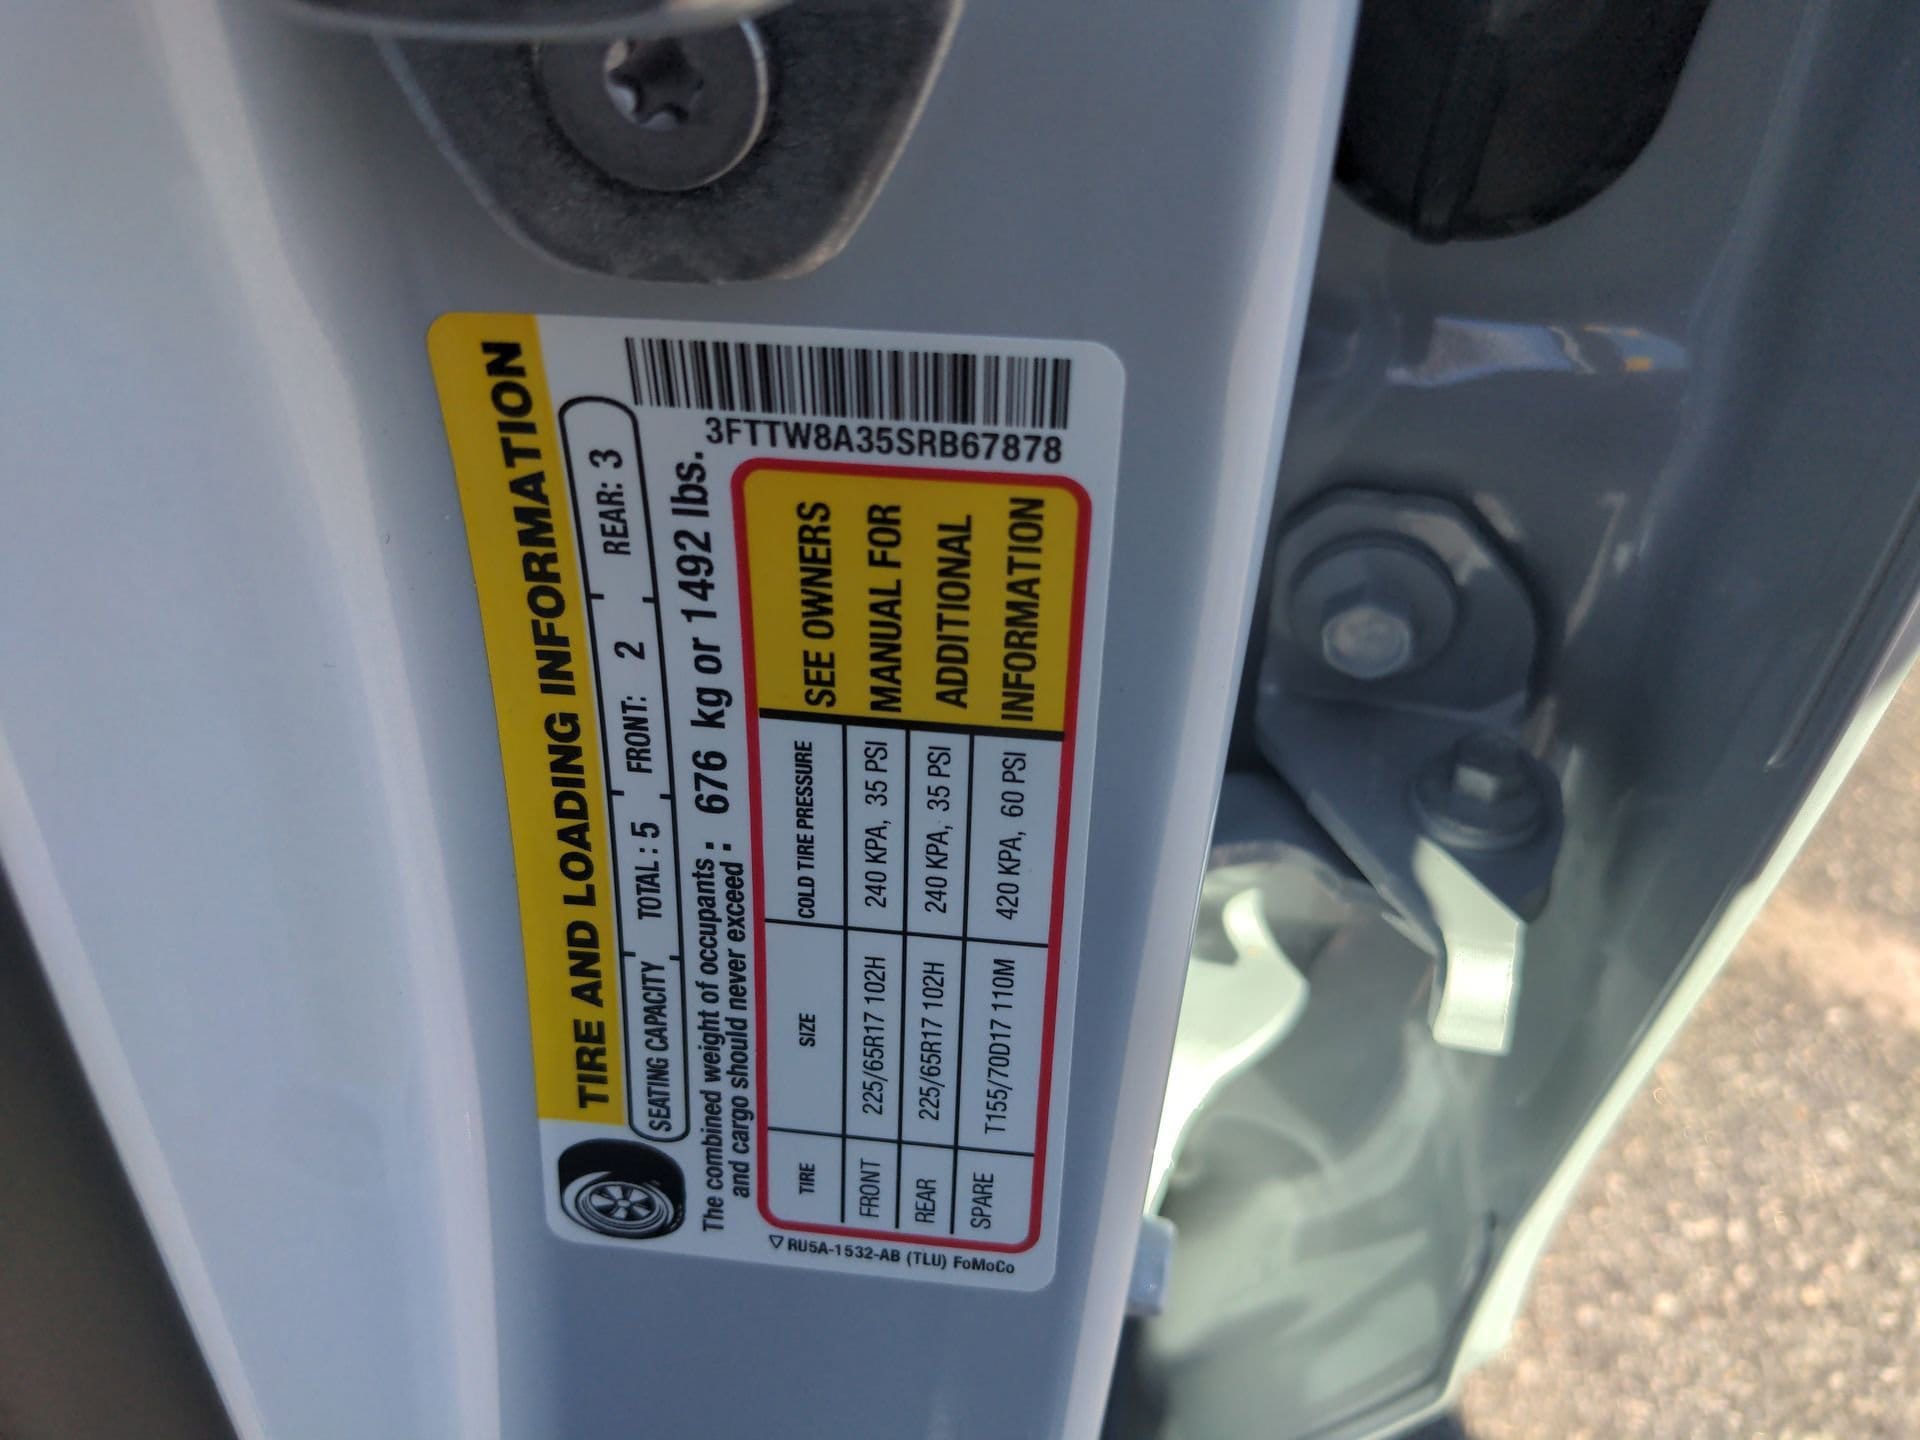 TIRE AND LOADING INFORMATION
SEATING CAPACITY TOTAL : 5 FRONT: 2 REAR: 3
The combined weight of occupants : 676 kg or 1492 lbs.
and cargo should never exceed :
3FTTW8A35SRB67878
TIRE SIZE COLD TIRE PRESSURE
FRONT 225/65R17 102H 240 KPA, 35 PSI
REAR 225/65R17 102H 240 KPA, 35 PSI
SPARE T155/70D17 110M 420 KPA, 60 PSI
SEE OWNERS
MANUAL FOR
ADDITIONAL
INFORMATION
▽ RU5A-1532-AB (TLU) FoMoCo